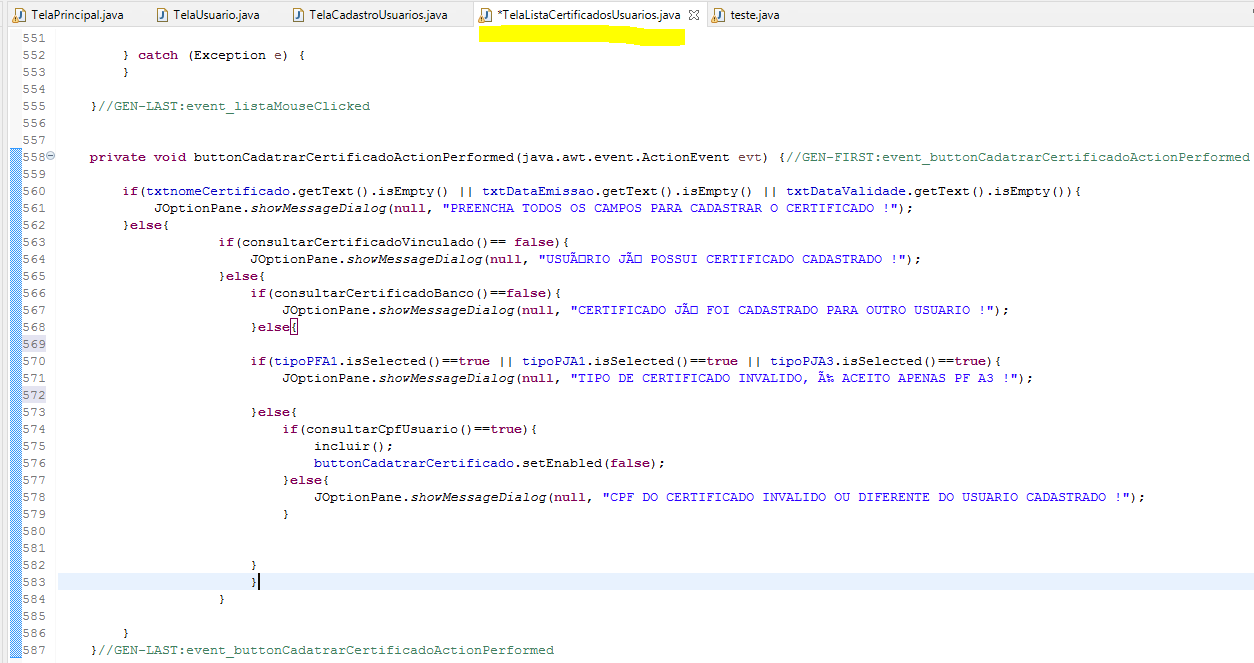 TelaPrincipal.java TelaUsuario.java TelaCadastroUsuarios.java *TelaListaCertificadosUsuarios.java teste.java
551
552 } catch (Exception e) {
553 }
554
555 }//GEN-LAST:event_listaMouseClicked
556
557
558 private void buttonCadatrarCertificadoActionPerformed(java.awt.event.ActionEvent evt) {//GEN-FIRST:event_buttonCadatrarCertificadoActionPerformed
559
560 if(txtnomeCertificado.getText().isEmpty() || txtDataEmissao.getText().isEmpty() || txtDataValidade.getText().isEmpty()){
561 JOptionPane.showMessageDialog(null, "PREENCHA TODOS OS CAMPOS PARA CADASTRAR O CERTIFICADO !");
562 }else{
563 if(consultarCertificadoVinculado()== false){
564 JOptionPane.showMessageDialog(null, "USUÃ□RIO JÃ□ POSSUI CERTIFICADO CADASTRADO !");
565 }else{
566 if(consultarCertificadoBanco()==false){
567 JOptionPane.showMessageDialog(null, "CERTIFICADO JÃ□ FOI CADASTRADO PARA OUTRO USUARIO !");
568 }else{
569
570 if(tipoPFA1.isSelected()==true || tipoPJA1.isSelected()==true || tipoPJA3.isSelected()==true){
571 JOptionPane.showMessageDialog(null, "TIPO DE CERTIFICADO INVALIDO, Ã‰ ACEITO APENAS PF A3 !");
572
573 }else{
574 if(consultarCpfUsuario()==true){
575 incluir();
576 buttonCadatrarCertificado.setEnabled(false);
577 }else{
578 JOptionPane.showMessageDialog(null, "CPF DO CERTIFICADO INVALIDO OU DIFERENTE DO USUARIO CADASTRADO !");
579 }
580
581
582 }
583 }
584 }
585
586 }
587 }//GEN-LAST:event_buttonCadatrarCertificadoActionPerformed